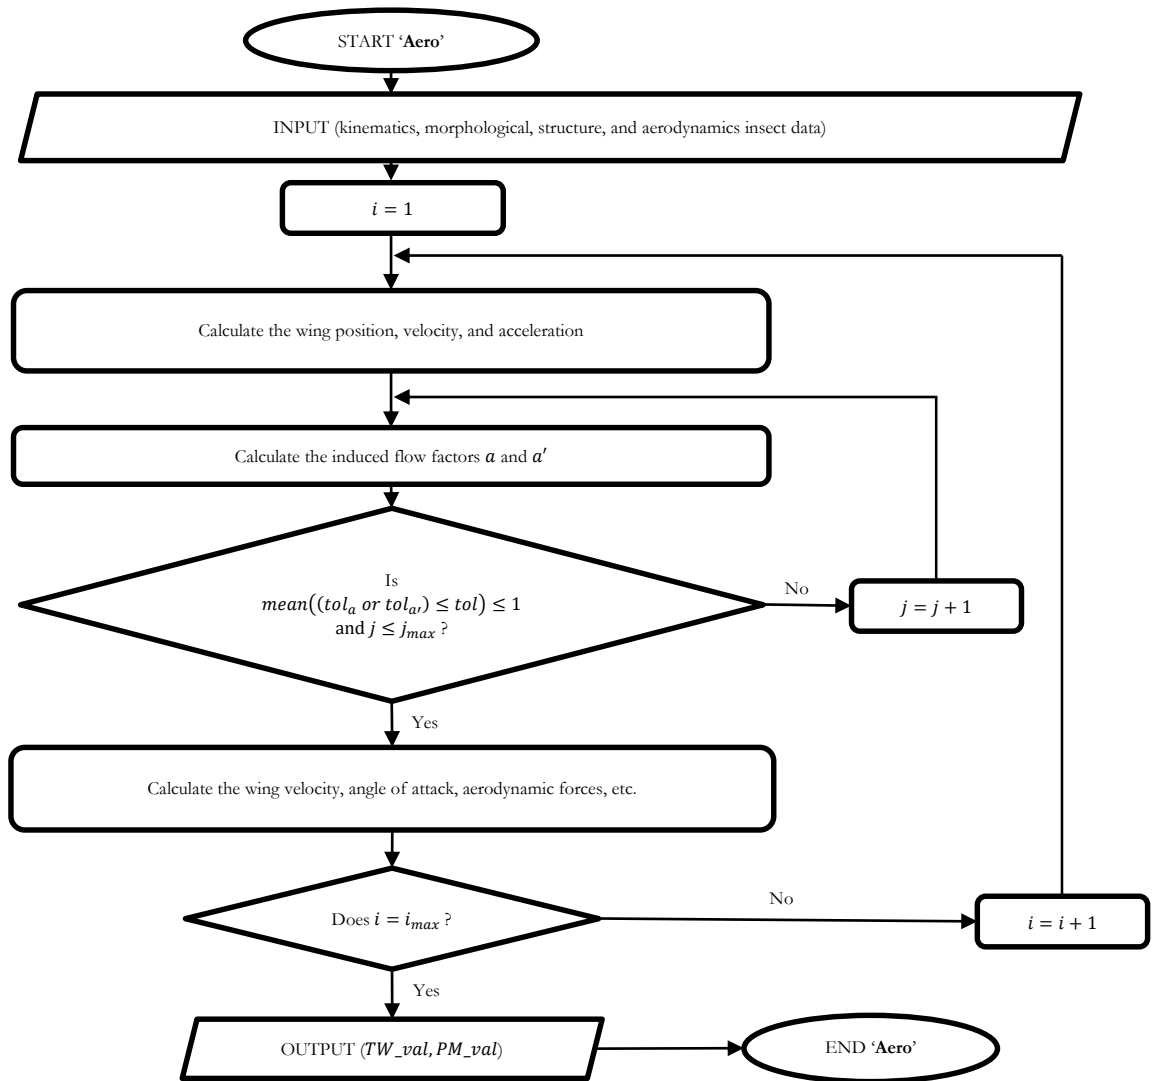 START ‘Aero’
INPUT (kinematics, morphological, structure, and aerodynamics insect data)
𝑖 = 1
Calculate the wing position, velocity, and acceleration
Calculate the induced flow factors 𝑎 and 𝑎′
Is
𝑚𝑒𝑎𝑛((𝑡𝑜𝑙ₐ 𝑜𝑟 𝑡𝑜𝑙ₐ′) ≤ 𝑡𝑜𝑙) ≤ 1
and 𝑗 ≤ 𝑗_𝑚𝑎𝑥 ?
No
𝑗 = 𝑗 + 1
Yes
Calculate the wing velocity, angle of attack, aerodynamic forces, etc.
Does 𝑖 = 𝑖_𝑚𝑎𝑥 ?
No
𝑖 = 𝑖 + 1
Yes
OUTPUT (𝑇𝑊_𝑣𝑎𝑙, 𝑃𝑀_𝑣𝑎𝑙)
END ‘Aero’